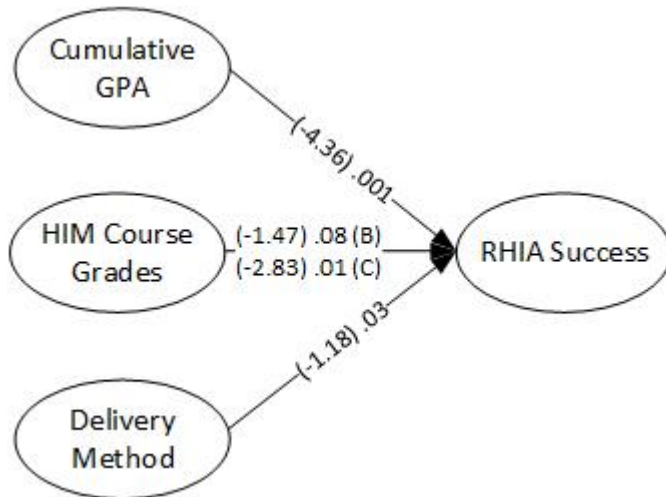 Cumulative
GPA
(-4.36) .001
HIM Course
Grades
(-1.47) .08 (B)
(-2.83) .01 (C)
RHIA Success
(-1.18) .03
Delivery
Method